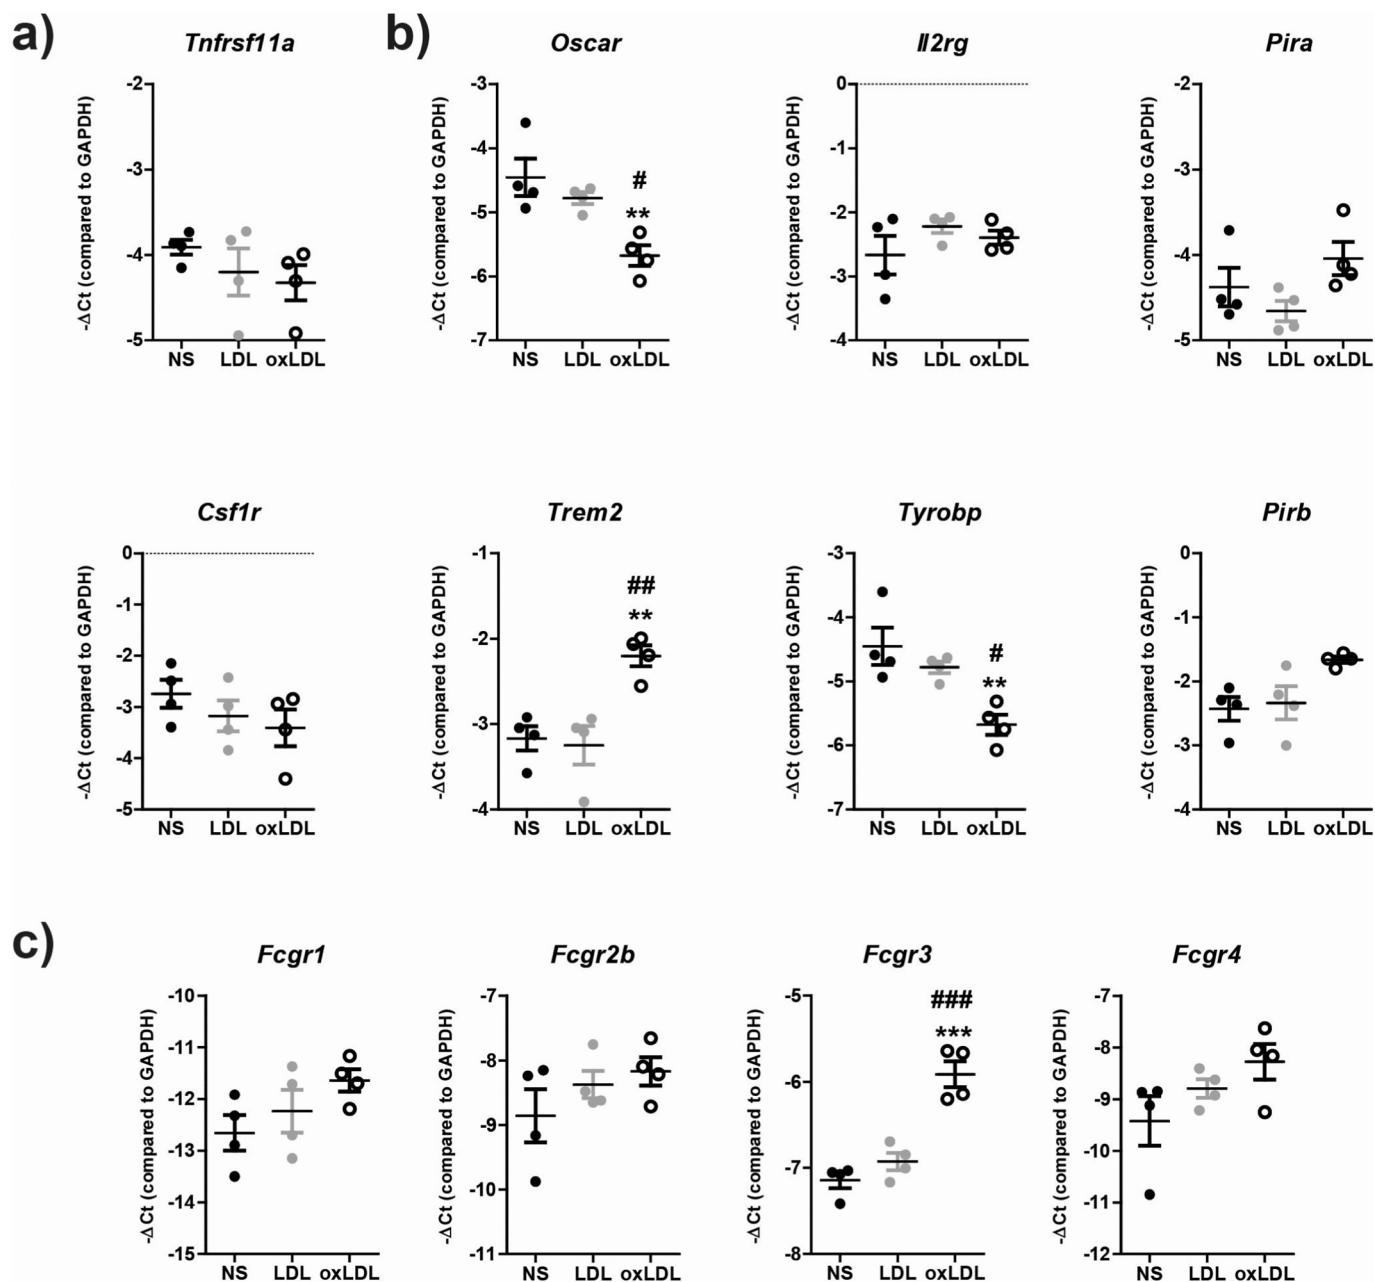 a)
b)
Tnfrsf11a
Oscar
Il2rg
Pira
-ΔCt (compared to GAPDH)
-2
-3
-4
-5
NS LDL oxLDL
-ΔCt (compared to GAPDH)
-3
-4
-5
-6
-7
#
**
NS LDL oxLDL
-ΔCt (compared to GAPDH)
0
-1
-2
-3
-4
NS LDL oxLDL
-ΔCt (compared to GAPDH)
-2
-3
-4
-5
NS LDL oxLDL
Csf1r
Trem2
Tyrobp
Pirb
-ΔCt (compared to GAPDH)
0
-1
-2
-3
-4
-5
NS LDL oxLDL
-ΔCt (compared to GAPDH)
-1
-2
-3
-4
##
**
NS LDL oxLDL
-ΔCt (compared to GAPDH)
-3
-4
-5
-6
-7
#
**
NS LDL oxLDL
-ΔCt (compared to GAPDH)
0
-1
-2
-3
-4
NS LDL oxLDL
c)
Fcgr1
Fcgr2b
Fcgr3
Fcgr4
-ΔCt (compared to GAPDH)
-10
-11
-12
-13
-14
-15
NS LDL oxLDL
-ΔCt (compared to GAPDH)
-7
-8
-9
-10
-11
NS LDL oxLDL
-ΔCt (compared to GAPDH)
-5
-6
-7
-8
###
***
NS LDL oxLDL
-ΔCt (compared to GAPDH)
-7
-8
-9
-10
-11
-12
NS LDL oxLDL